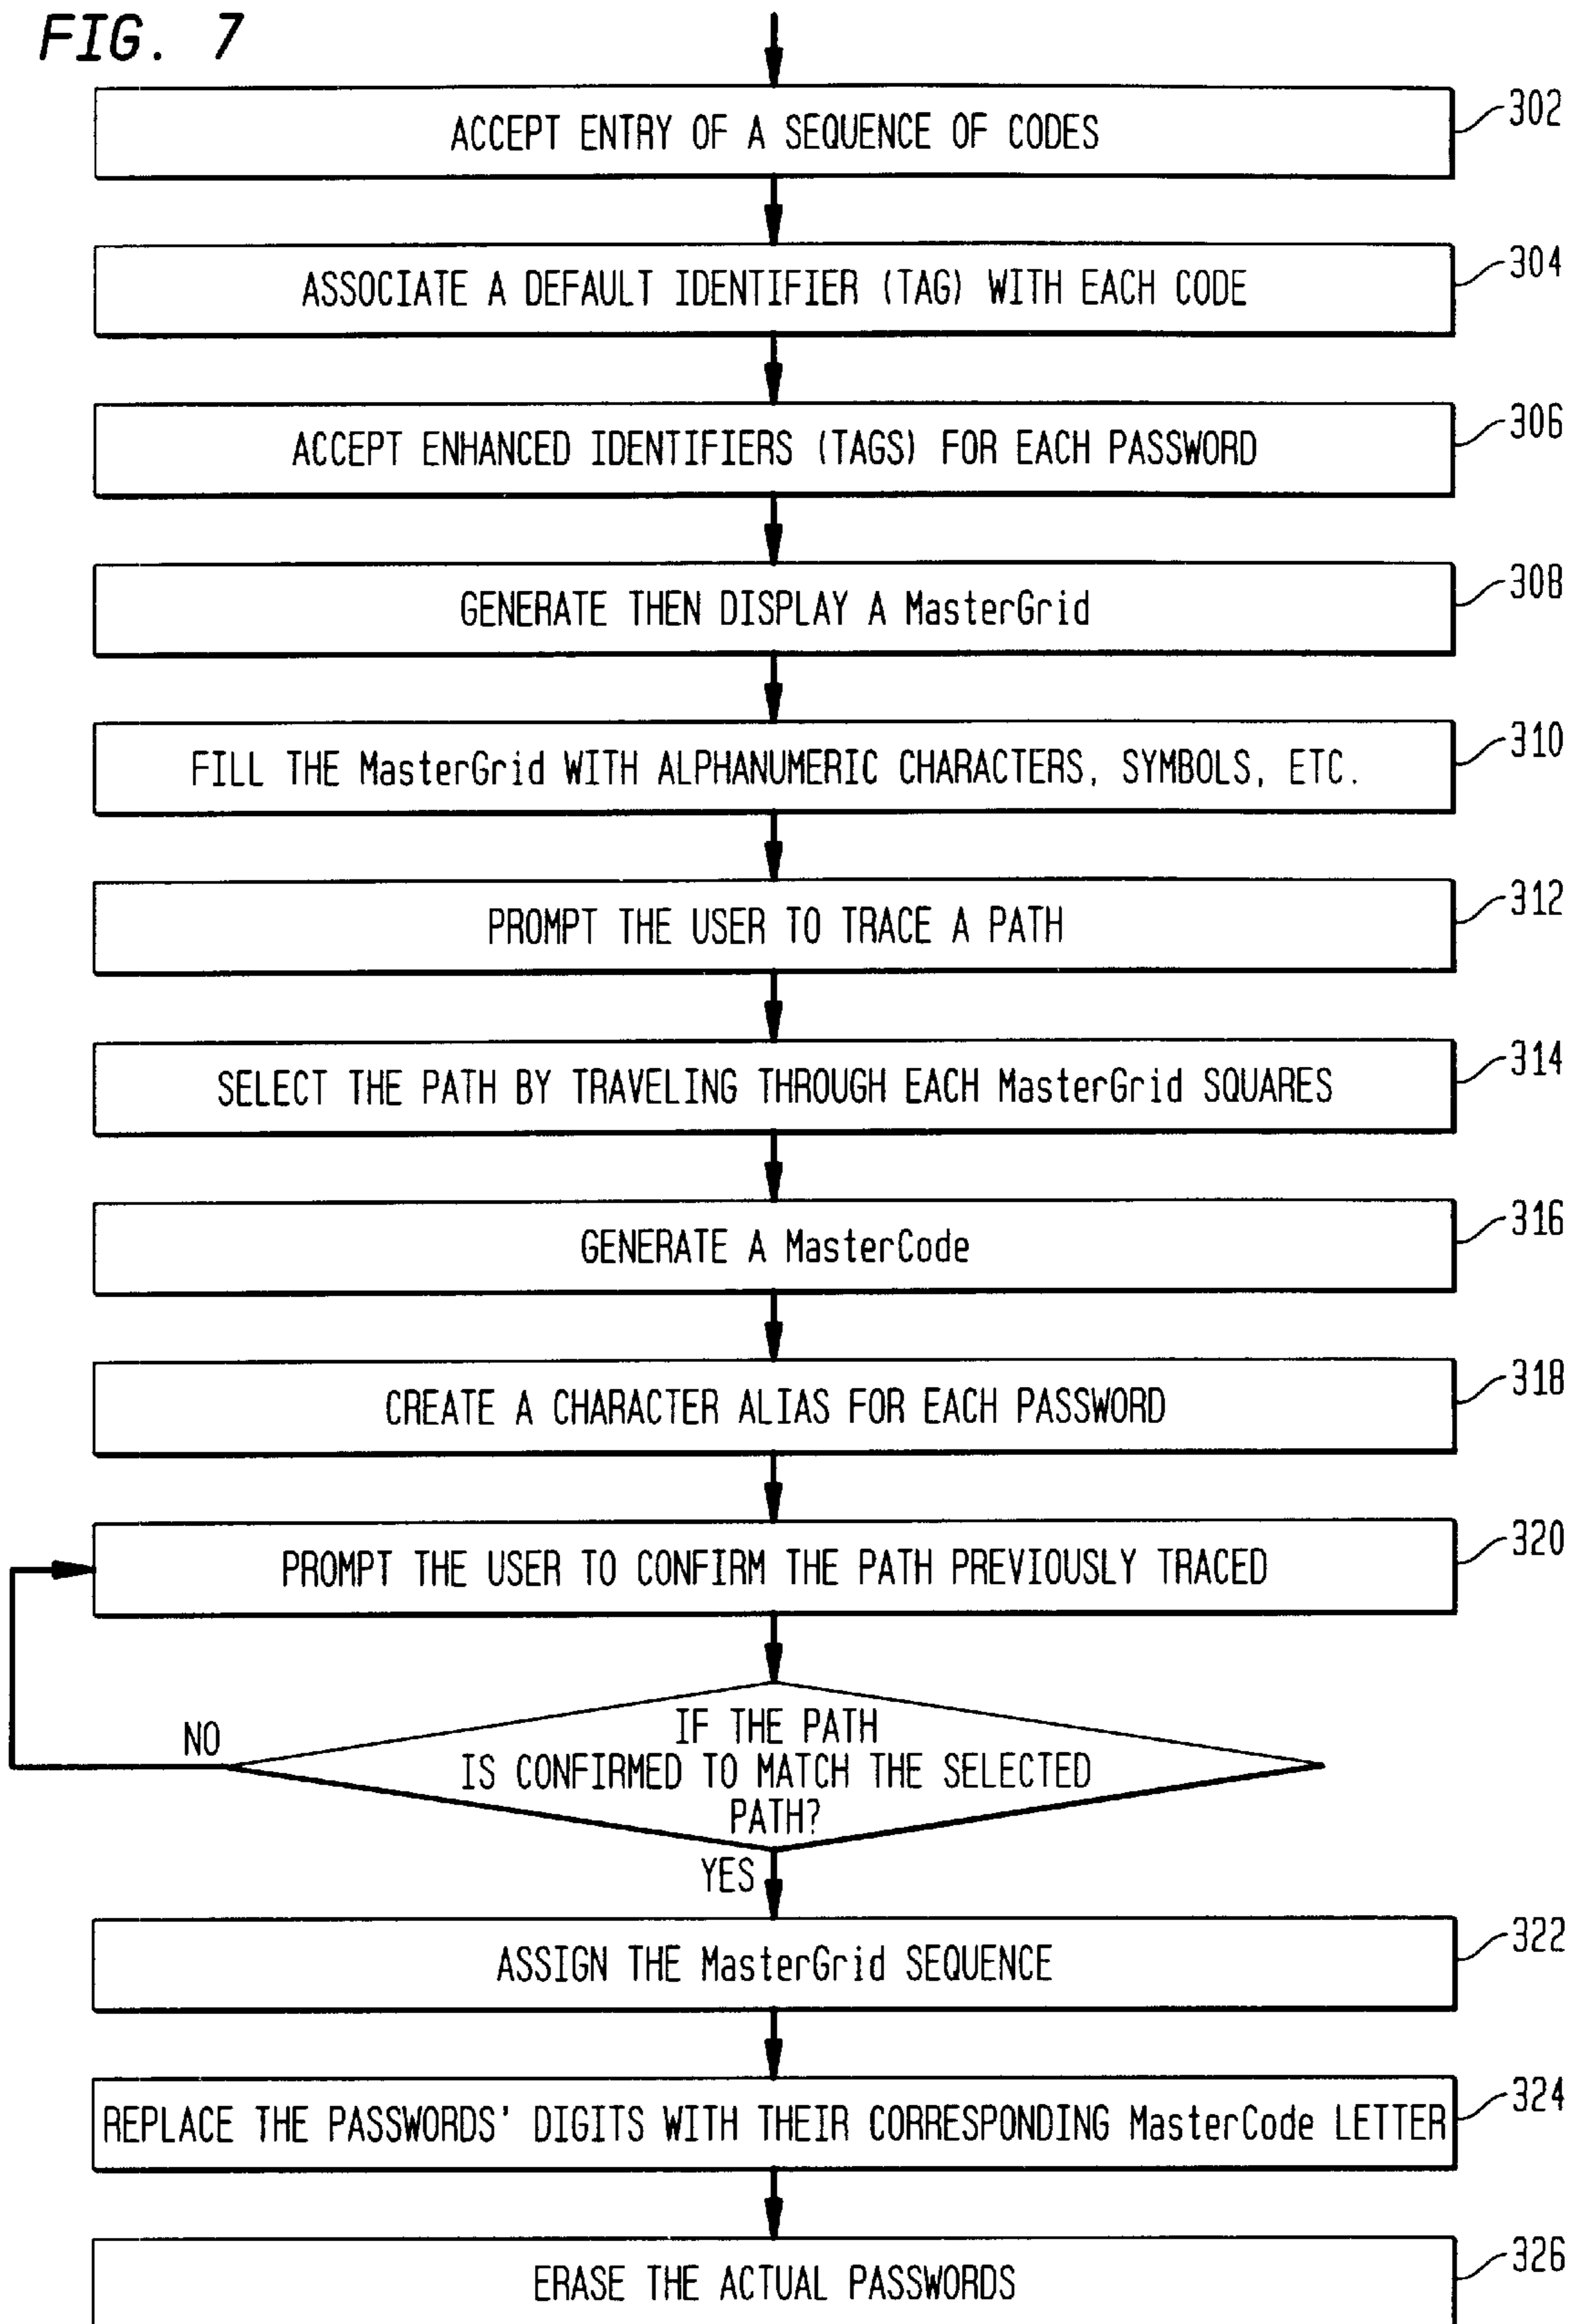 FIG. 7
ACCEPT ENTRY OF A SEQUENCE OF CODES
302
ASSOCIATE A DEFAULT IDENTIFIER (TAG) WITH EACH CODE
304
ACCEPT ENHANCED IDENTIFIERS (TAGS) FOR EACH PASSWORD
306
GENERATE THEN DISPLAY A MasterGrid
308
FILL THE MasterGrid WITH ALPHANUMERIC CHARACTERS, SYMBOLS, ETC.
310
PROMPT THE USER TO TRACE A PATH
312
SELECT THE PATH BY TRAVELING THROUGH EACH MasterGrid SQUARES
314
GENERATE A MasterCode
316
CREATE A CHARACTER ALIAS FOR EACH PASSWORD
318
PROMPT THE USER TO CONFIRM THE PATH PREVIOUSLY TRACED
320
NO
IF THE PATH
IS CONFIRMED TO MATCH THE SELECTED
PATH?
YES
ASSIGN THE MasterGrid SEQUENCE
322
REPLACE THE PASSWORDS' DIGITS WITH THEIR CORRESPONDING MasterCode LETTER
324
ERASE THE ACTUAL PASSWORDS
326